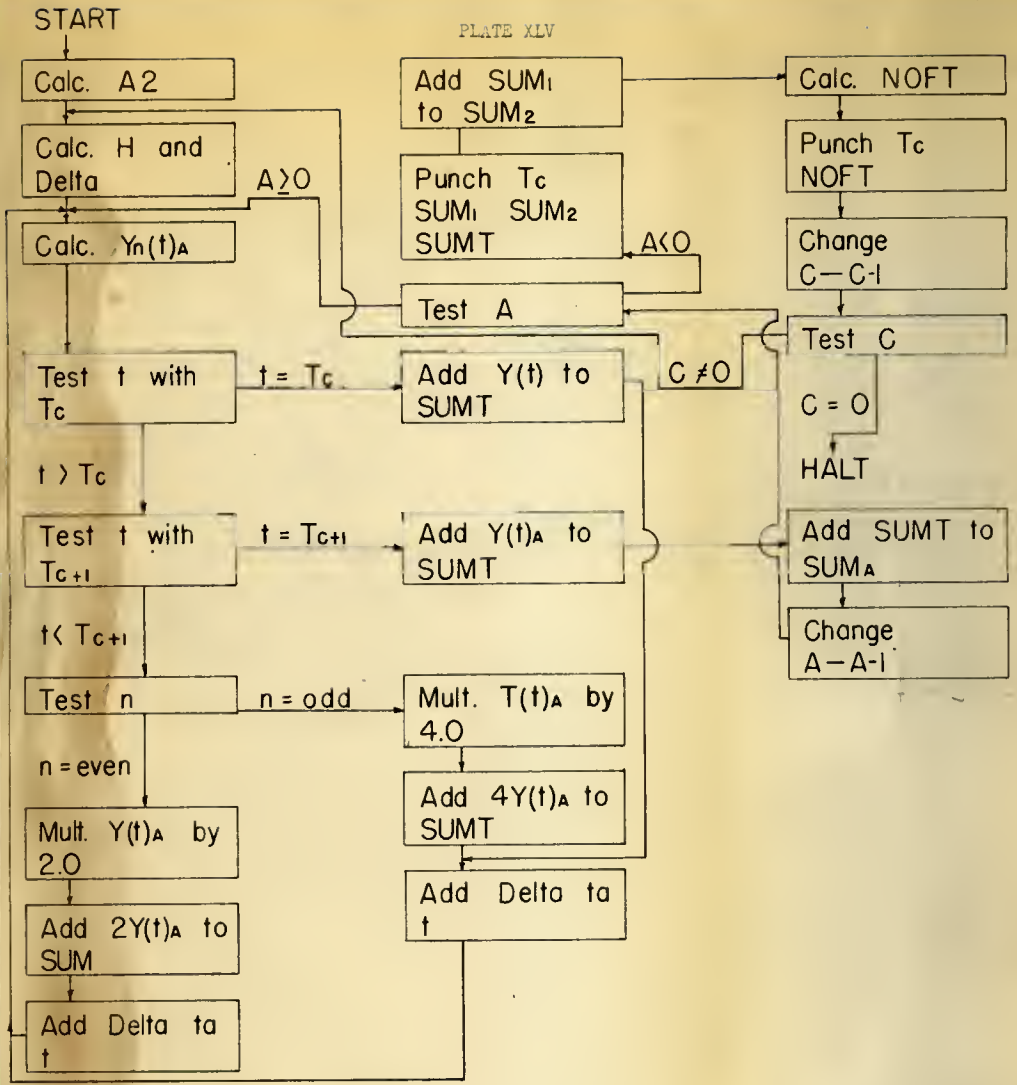 PLATE XLV
START
Calc. A2
Calc. H and
Delta
A≥0
Calc. Yn(t)A
Test t with
Tc
t = Tc
t > Tc
Test t with
Tc+1
t = Tc+1
t < Tc+1
Test n
n = odd
n = even
Mult. Y(t)A by
2.0
Add 2Y(t)A to
SUM
Add Delta ta
t
Add SUM1
to SUM2
Punch Tc
SUM1 SUM2
SUMT
A<0
Test A
Add Y(t) to
SUMT
Add Y(t)A to
SUMT
Mult. T(t)A by
4.0
Add 4Y(t)A to
SUMT
Add Delta ta
t
Calc. NOFT
Punch Tc
NOFT
Change
C—C-1
Test C
C ≠ 0
C = 0
HALT
Add SUMT to
SUMA
Change
A—A-1